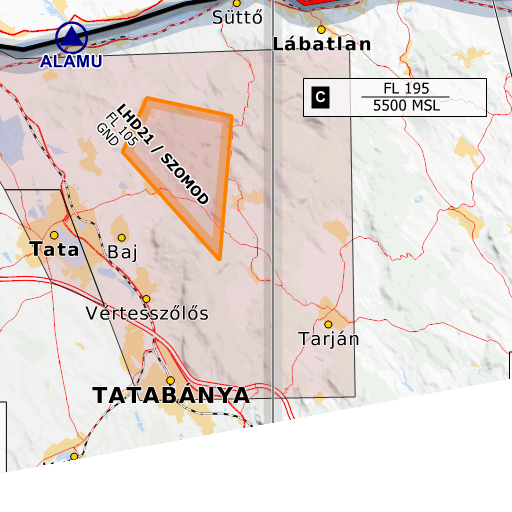 Süttő
Lábatlan
ALAMU
C
FL 195
5500 MSL
LHD21 / SZOMOD
FL 105
GND
Tata
Baj
Vértesszőlős
Tarján
TATABÁNYA